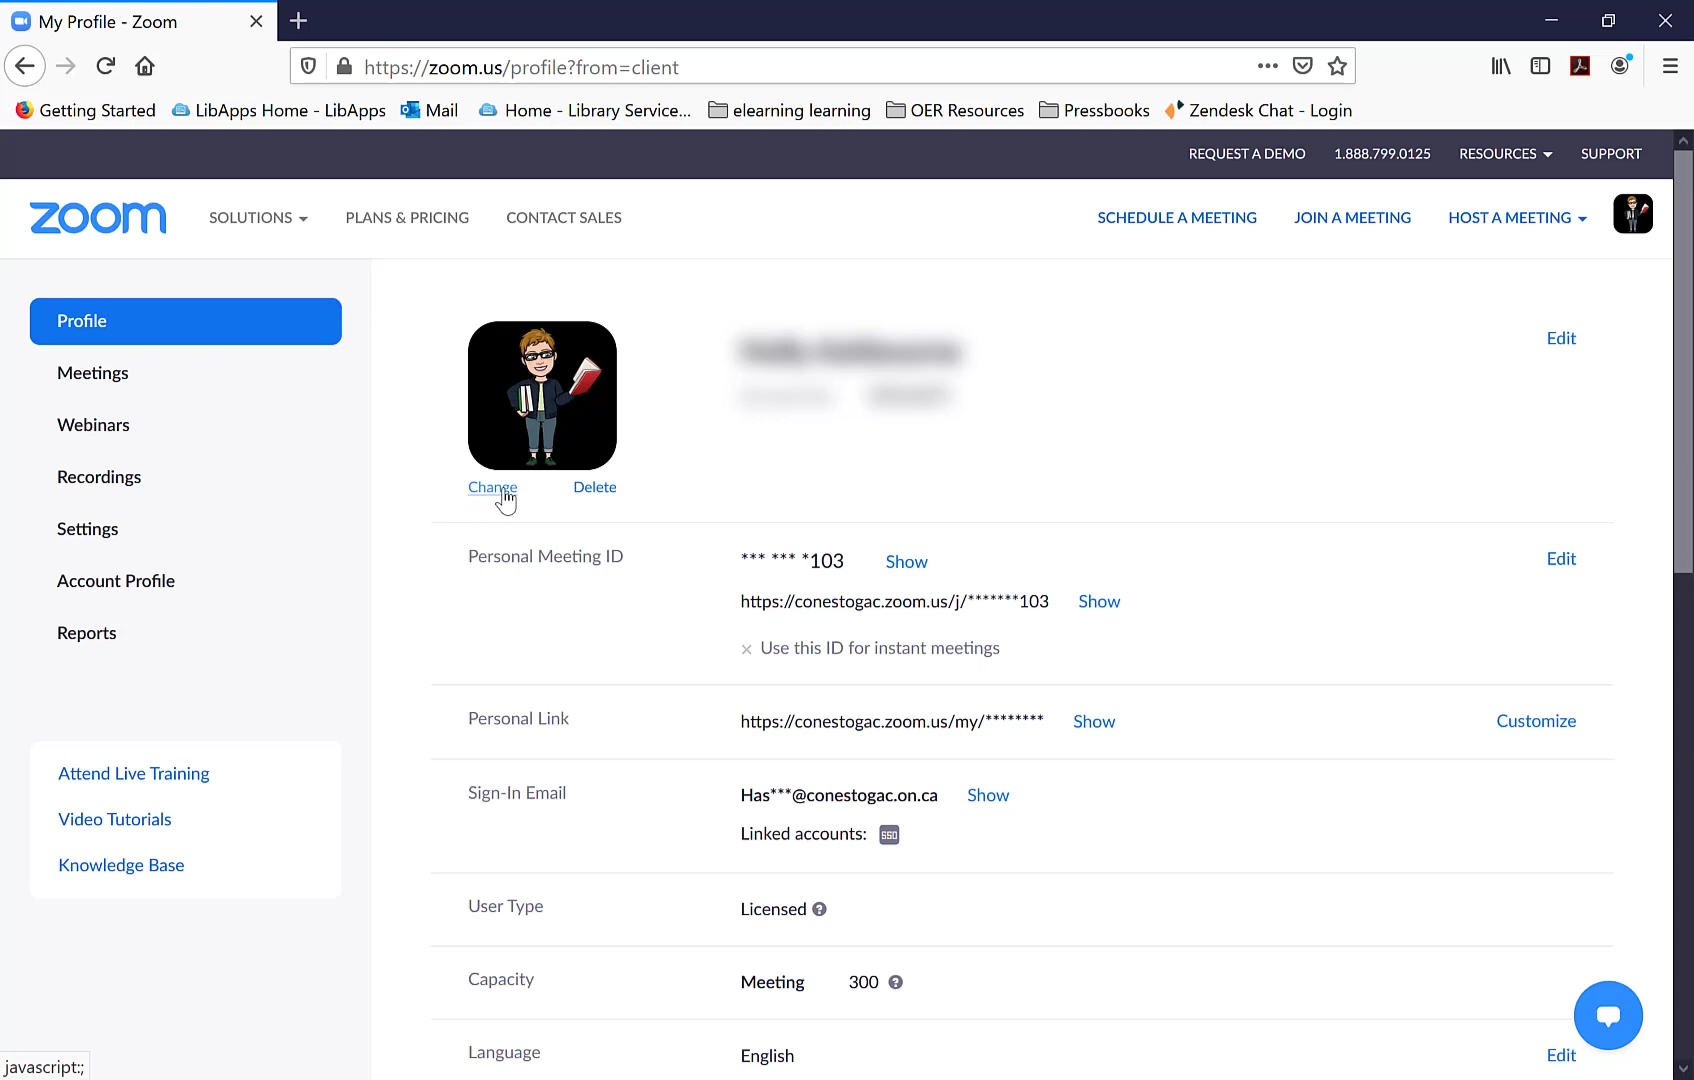 My Profile - Zoom
https://zoom.us/profile?from=client
Getting Started LibApps Home - LibApps Mail Home - Library Service... elearning learning OER Resources Pressbooks Zendesk Chat - Login
REQUEST A DEMO 1.888.799.0125 RESOURCES SUPPORT
zoom SOLUTIONS PLANS & PRICING CONTACT SALES SCHEDULE A MEETING JOIN A MEETING HOST A MEETING
Profile
Meetings
Webinars
Recordings
Settings
Account Profile
Reports
Attend Live Training
Video Tutorials
Knowledge Base
Edit
Change Delete
Personal Meeting ID *** *** *103 Show Edit
https://conestogac.zoom.us/j/*******103 Show
× Use this ID for instant meetings
Personal Link https://conestogac.zoom.us/my/******** Show Customize
Sign-In Email Has***@conestogac.on.ca Show
Linked accounts: SSO
User Type Licensed ?
Capacity Meeting 300 ?
Language English Edit
javascript:;